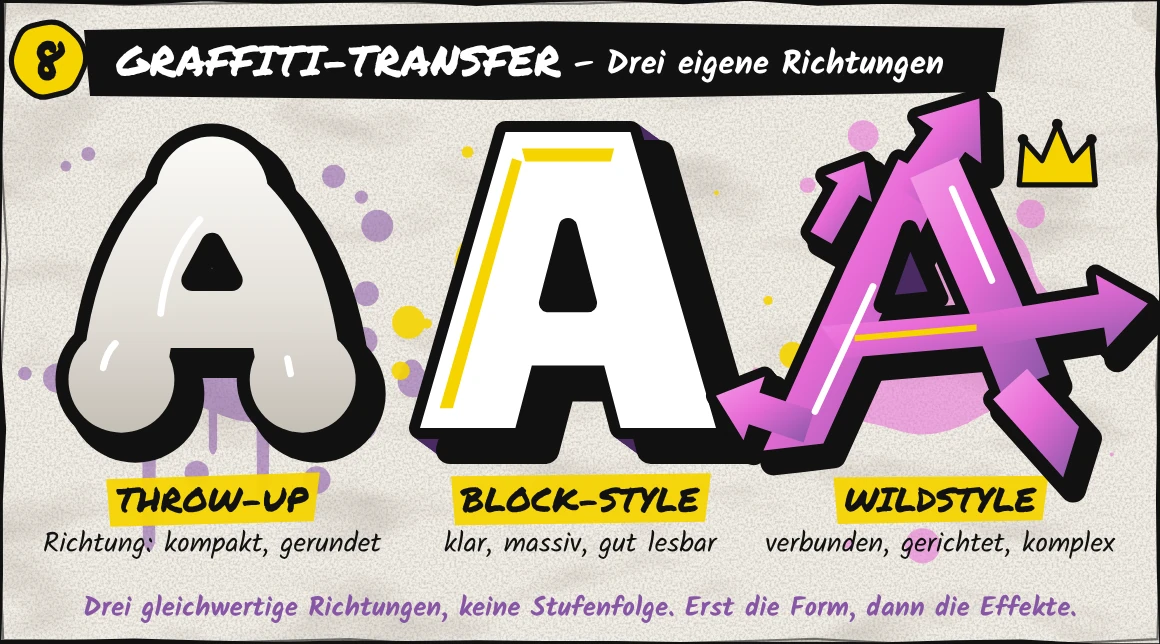 8
GRAFFITI-TRANSFER – Drei eigene Richtungen
A A A
THROW-UP BLOCK-STYLE WILDSTYLE
Richtung: kompakt, gerundet klar, massiv, gut lesbar verbunden, gerichtet, komplex
Drei gleichwertige Richtungen, keine Stufenfolge. Erst die Form, dann die Effekte.